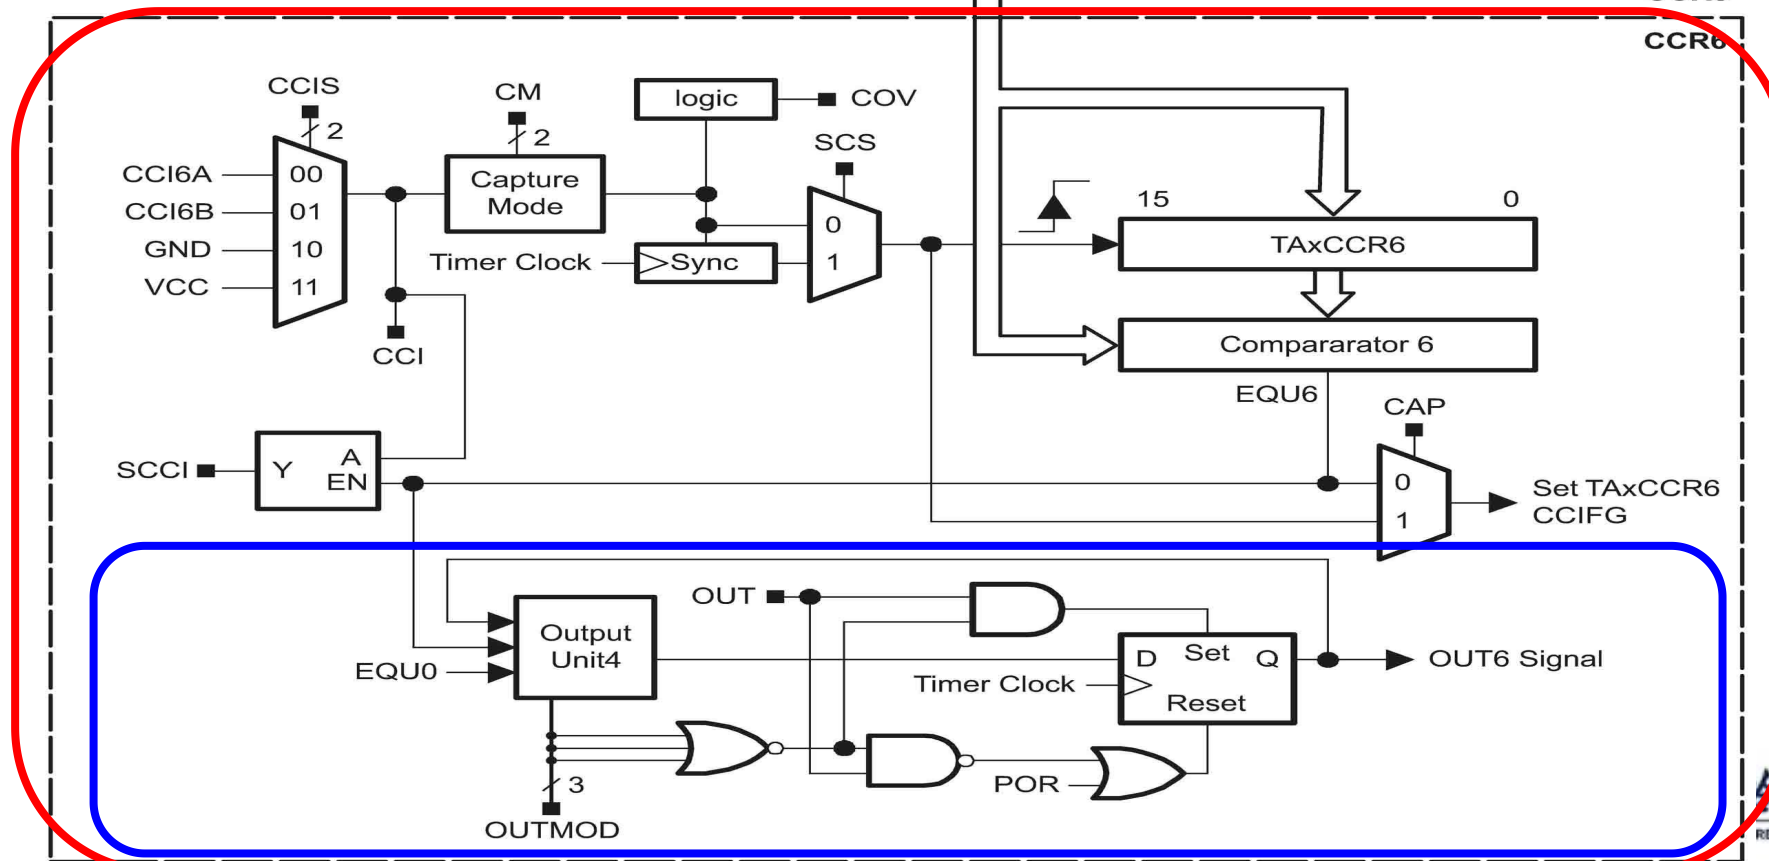 CCR6
CCIS
2
CCI6A
CCI6B
GND
VCC
00
01
10
11
CCI
CM
2
Capture
Mode
logic
COV
Timer Clock
Sync
SCS
0
1
15
0
TAxCCR6
Compararator 6
EQU6
CAP
0
1
Set TAxCCR6
CCIFG
SCCI
Y
A
EN
OUT
Output
Unit4
EQU0
D
Set
Q
Reset
Timer Clock
OUT6 Signal
POR
3
OUTMOD